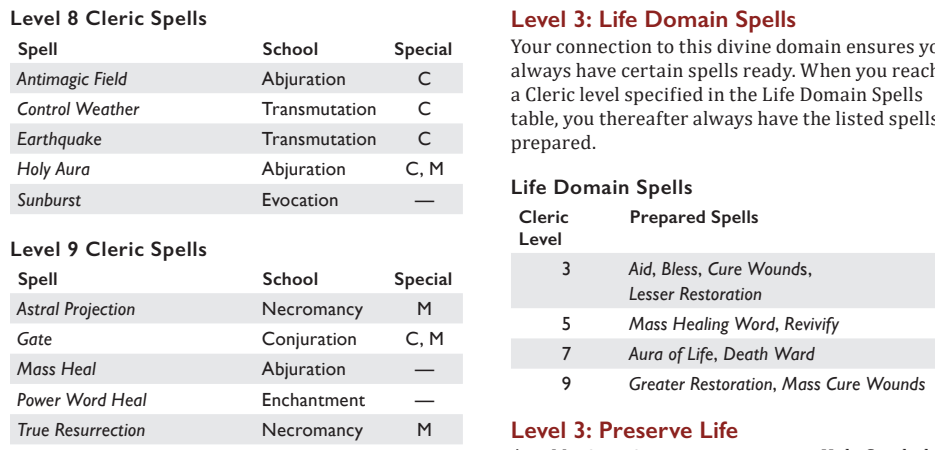 Level 8 Cleric Spells
Spell School Special
Antimagic Field Abjuration C
Control Weather Transmutation C
Earthquake Transmutation C
Holy Aura Abjuration C, M
Sunburst Evocation —
Level 9 Cleric Spells
Spell School Special
Astral Projection Necromancy M
Gate Conjuration C, M
Mass Heal Abjuration —
Power Word Heal Enchantment —
True Resurrection Necromancy M
Level 3: Life Domain Spells
Your connection to this divine domain ensures yo
always have certain spells ready. When you reach
a Cleric level specified in the Life Domain Spells
table, you thereafter always have the listed spells
prepared.
Life Domain Spells
Cleric Prepared Spells
Level
3 Aid, Bless, Cure Wounds,
Lesser Restoration
5 Mass Healing Word, Revivify
7 Aura of Life, Death Ward
9 Greater Restoration, Mass Cure Wounds
Level 3: Preserve Life